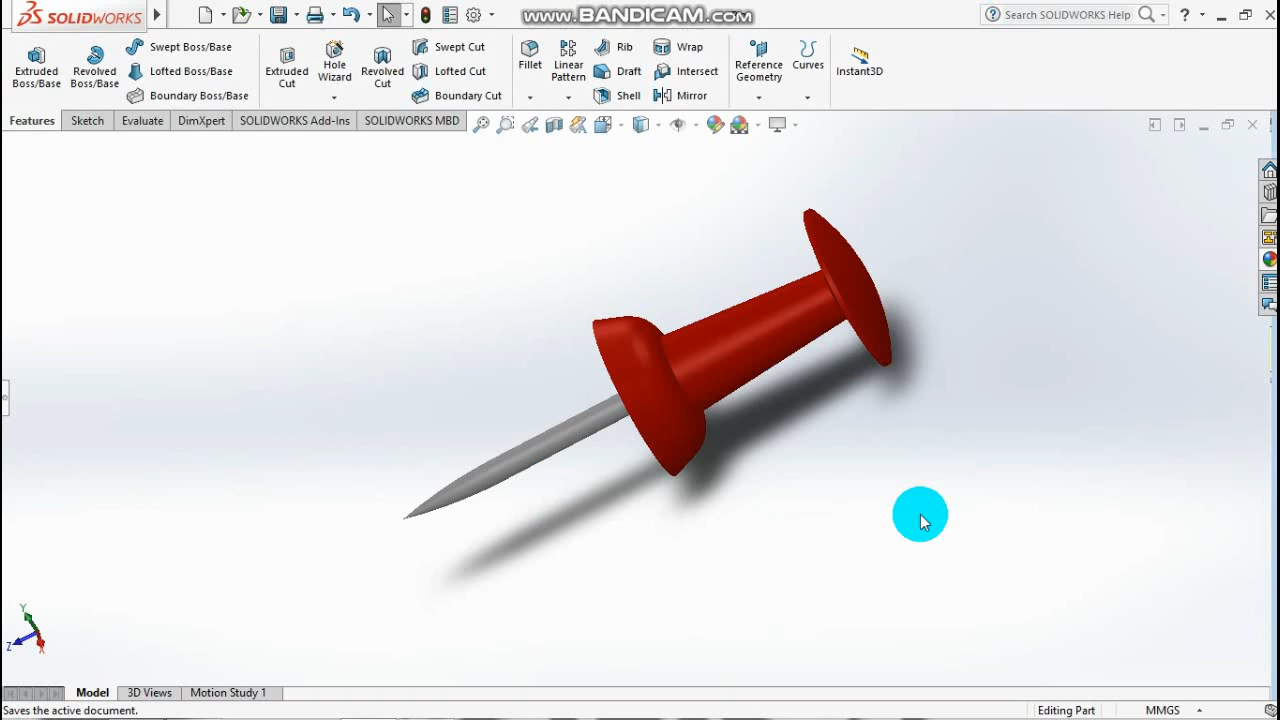 SOLIDWORKS
www.BANDICAM.com
Search SOLIDWORKS Help
?
Extruded Boss/Base
Revolved Boss/Base
Swept Boss/Base
Lofted Boss/Base
Boundary Boss/Base
Extruded Cut
Hole Wizard
Revolved Cut
Swept Cut
Lofted Cut
Boundary Cut
Fillet
Linear Pattern
Rib
Draft
Shell
Wrap
Intersect
Mirror
Reference Geometry
Curves
Instant3D
Features
Sketch
Evaluate
DimXpert
SOLIDWORKS Add-Ins
SOLIDWORKS MBD
Y
Z
X
Model
3D Views
Motion Study 1
Saves the active document.
Editing Part
MMGS